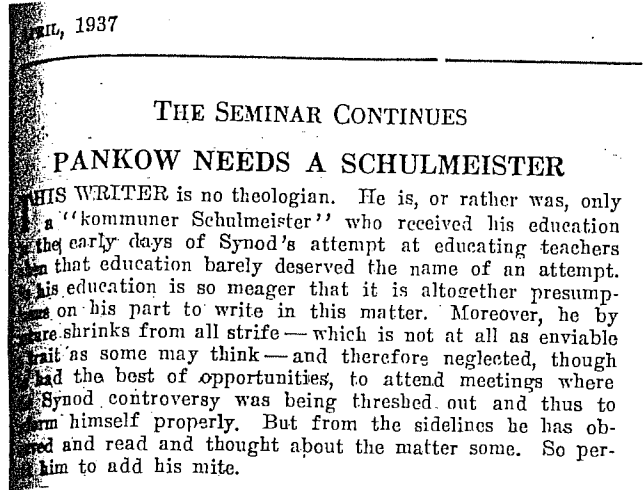 APRIL, 1937
THE SEMINAR CONTINUES
PANKOW NEEDS A SCHULMEISTER
THIS WRITER is no theologian. He is, or rather was, only
a "kommuner Schulmeister" who received his education
the early days of Synod's attempt at educating teachers
that education barely deserved the name of an attempt.
his education is so meager that it is altogether presump-
on his part to write in this matter. Moreover, he by
shrinks from all strife — which is not at all as enviable
trait as some may think — and therefore neglected, though
had the best of opportunities, to attend meetings where
Synod controversy was being threshed out and thus to
himself properly. But from the sidelines he has ob-
and read and thought about the matter some. So per-
him to add his mite.